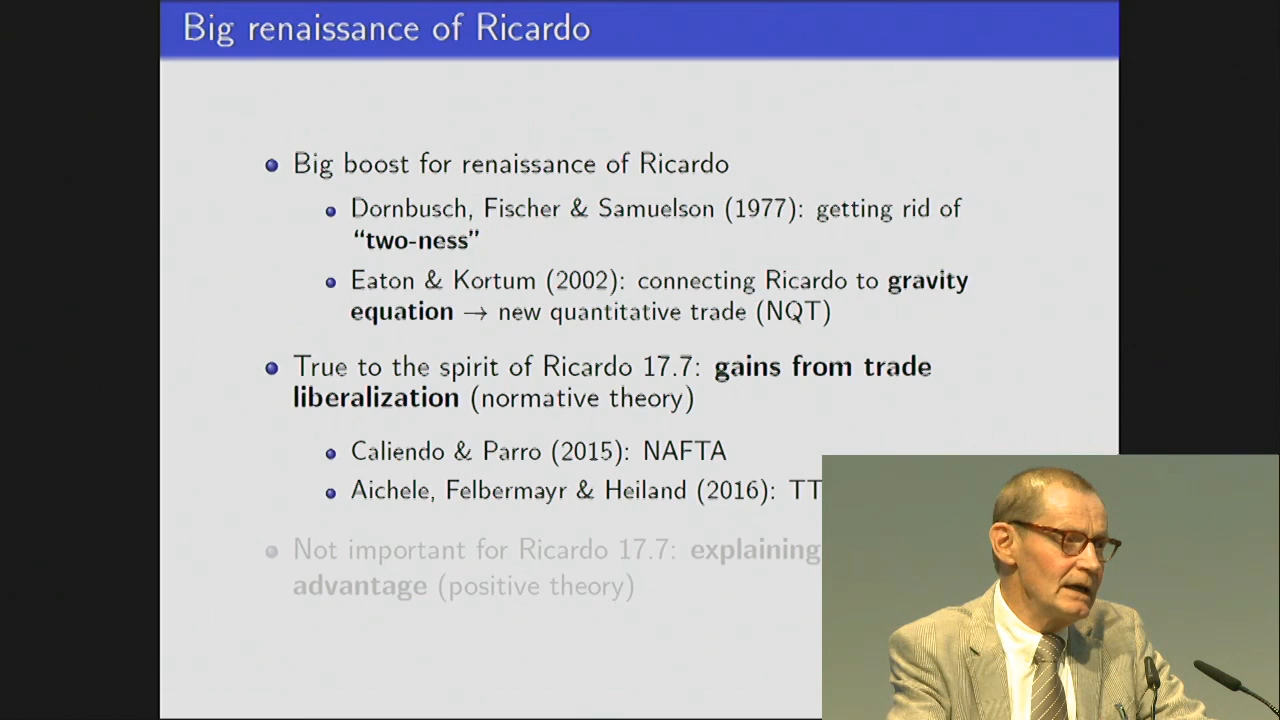 Big renaissance of Ricardo
Big boost for renaissance of Ricardo
Dornbusch, Fischer & Samuelson (1977): getting rid of
“two-ness”
Eaton & Kortum (2002): connecting Ricardo to gravity
equation → new quantitative trade (NQT)
True to the spirit of Ricardo 17.7: gains from trade
liberalization (normative theory)
Caliendo & Parro (2015): NAFTA
Aichele, Felbermayr & Heiland (2016): TT
Not important for Ricardo 17.7: explaining
advantage (positive theory)